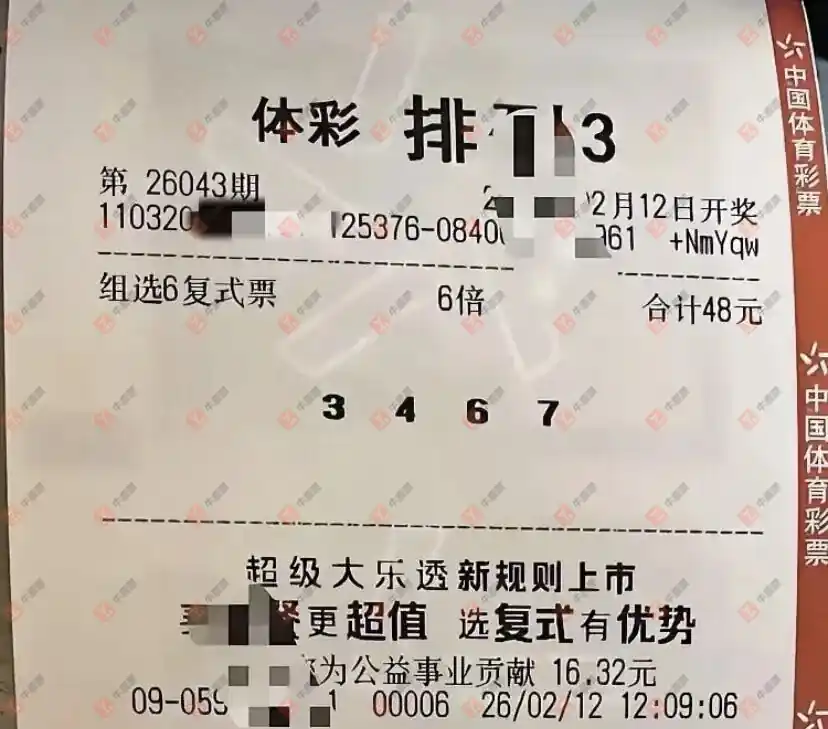 体彩 排 3
第 26043期
2月12日开奖
110320 125376-0840 061 +NmYqw
组选6复式票 6倍 合计48元
3 4 6 7
超级大乐透新规则上市
更超值 选复式有优势
为公益事业贡献 16.32元
09-059 1 00006 26/02/12 12:09:06
中国体育彩票
中国体育彩票